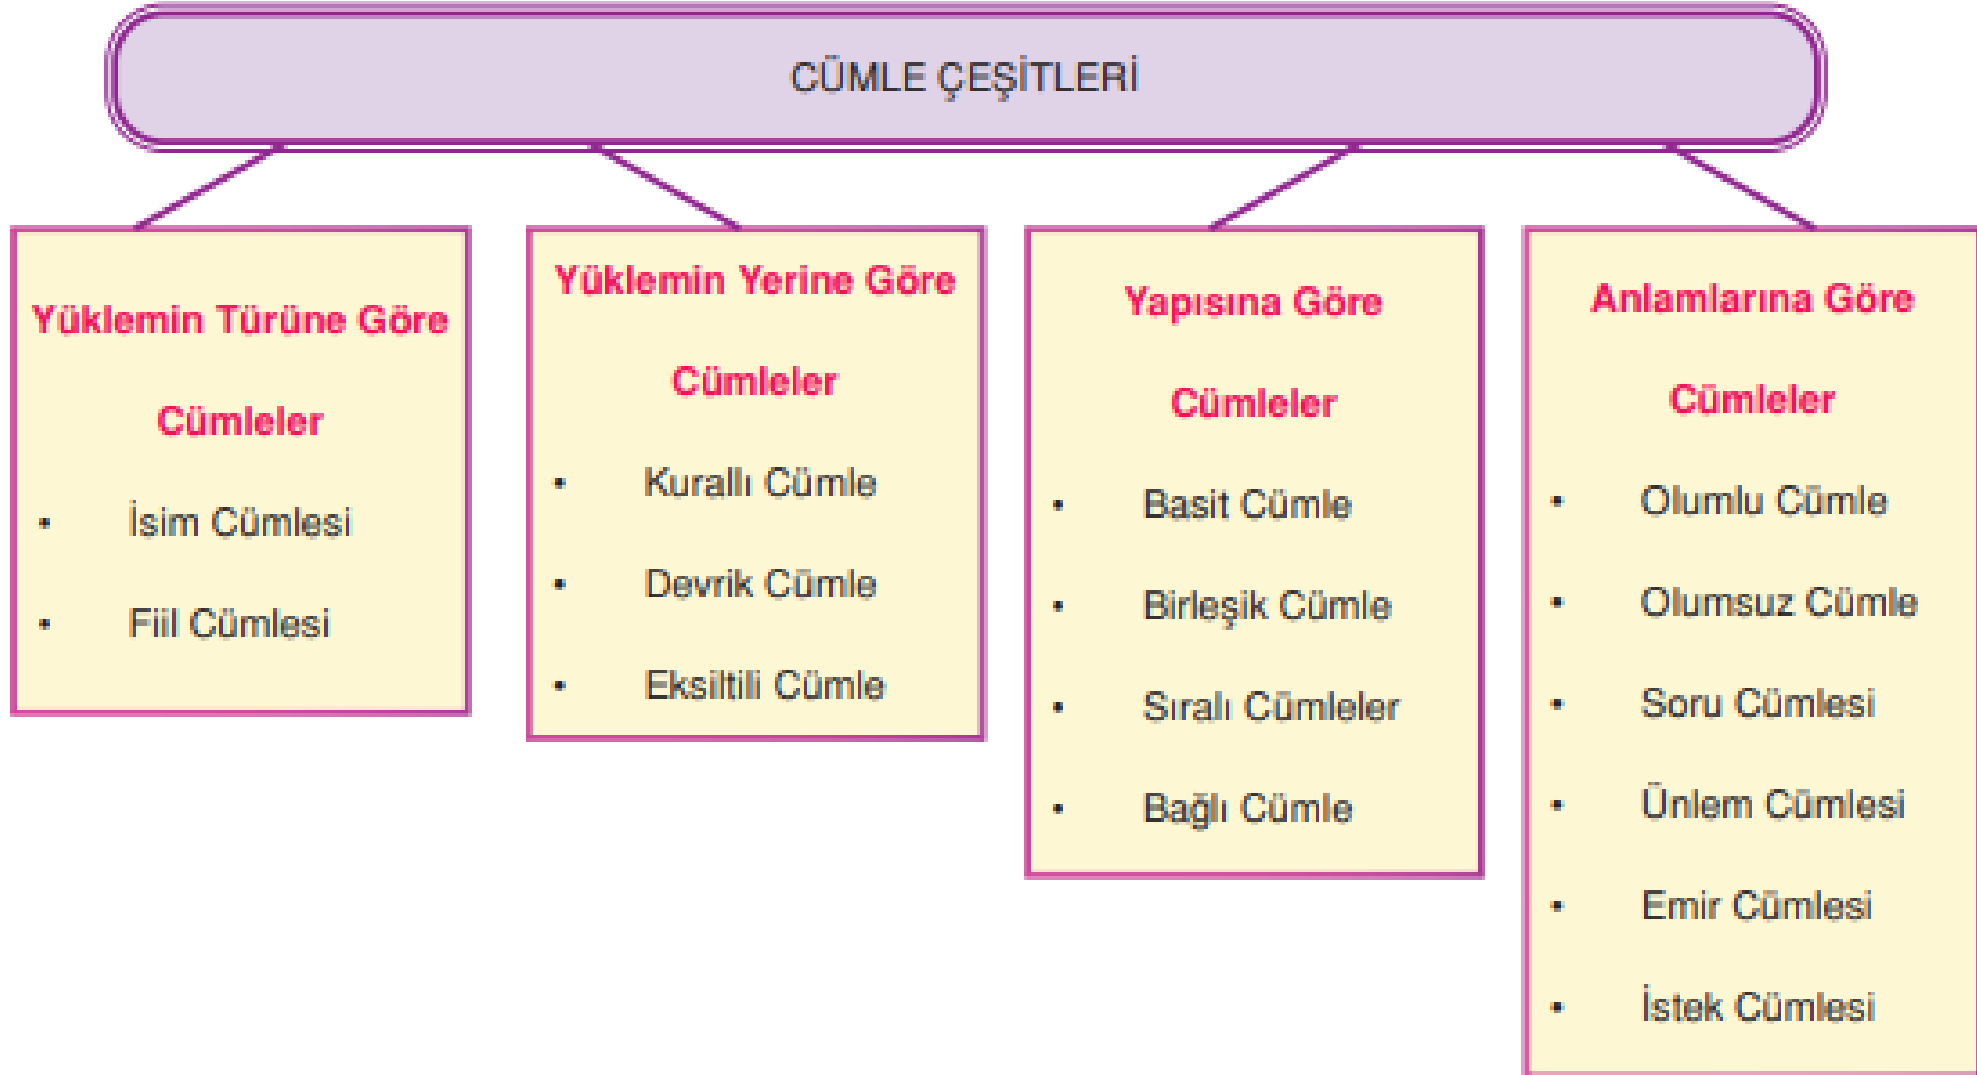 CÜMLE ÇEŞİTLERİ
Yüklemin Türüne Göre
Cümleler
• İsim Cümlesi
• Fiil Cümlesi
Yüklemin Yerine Göre
Cümleler
• Kurallı Cümle
• Devrik Cümle
• Eksiltili Cümle
Yapısına Göre
Cümleler
• Basit Cümle
• Birleşik Cümle
• Sıralı Cümleler
• Bağlı Cümle
Anlamlarına Göre
Cümleler
• Olumlu Cümle
• Olumsuz Cümle
• Soru Cümlesi
• Ünlem Cümlesi
• Emir Cümlesi
• İstek Cümlesi